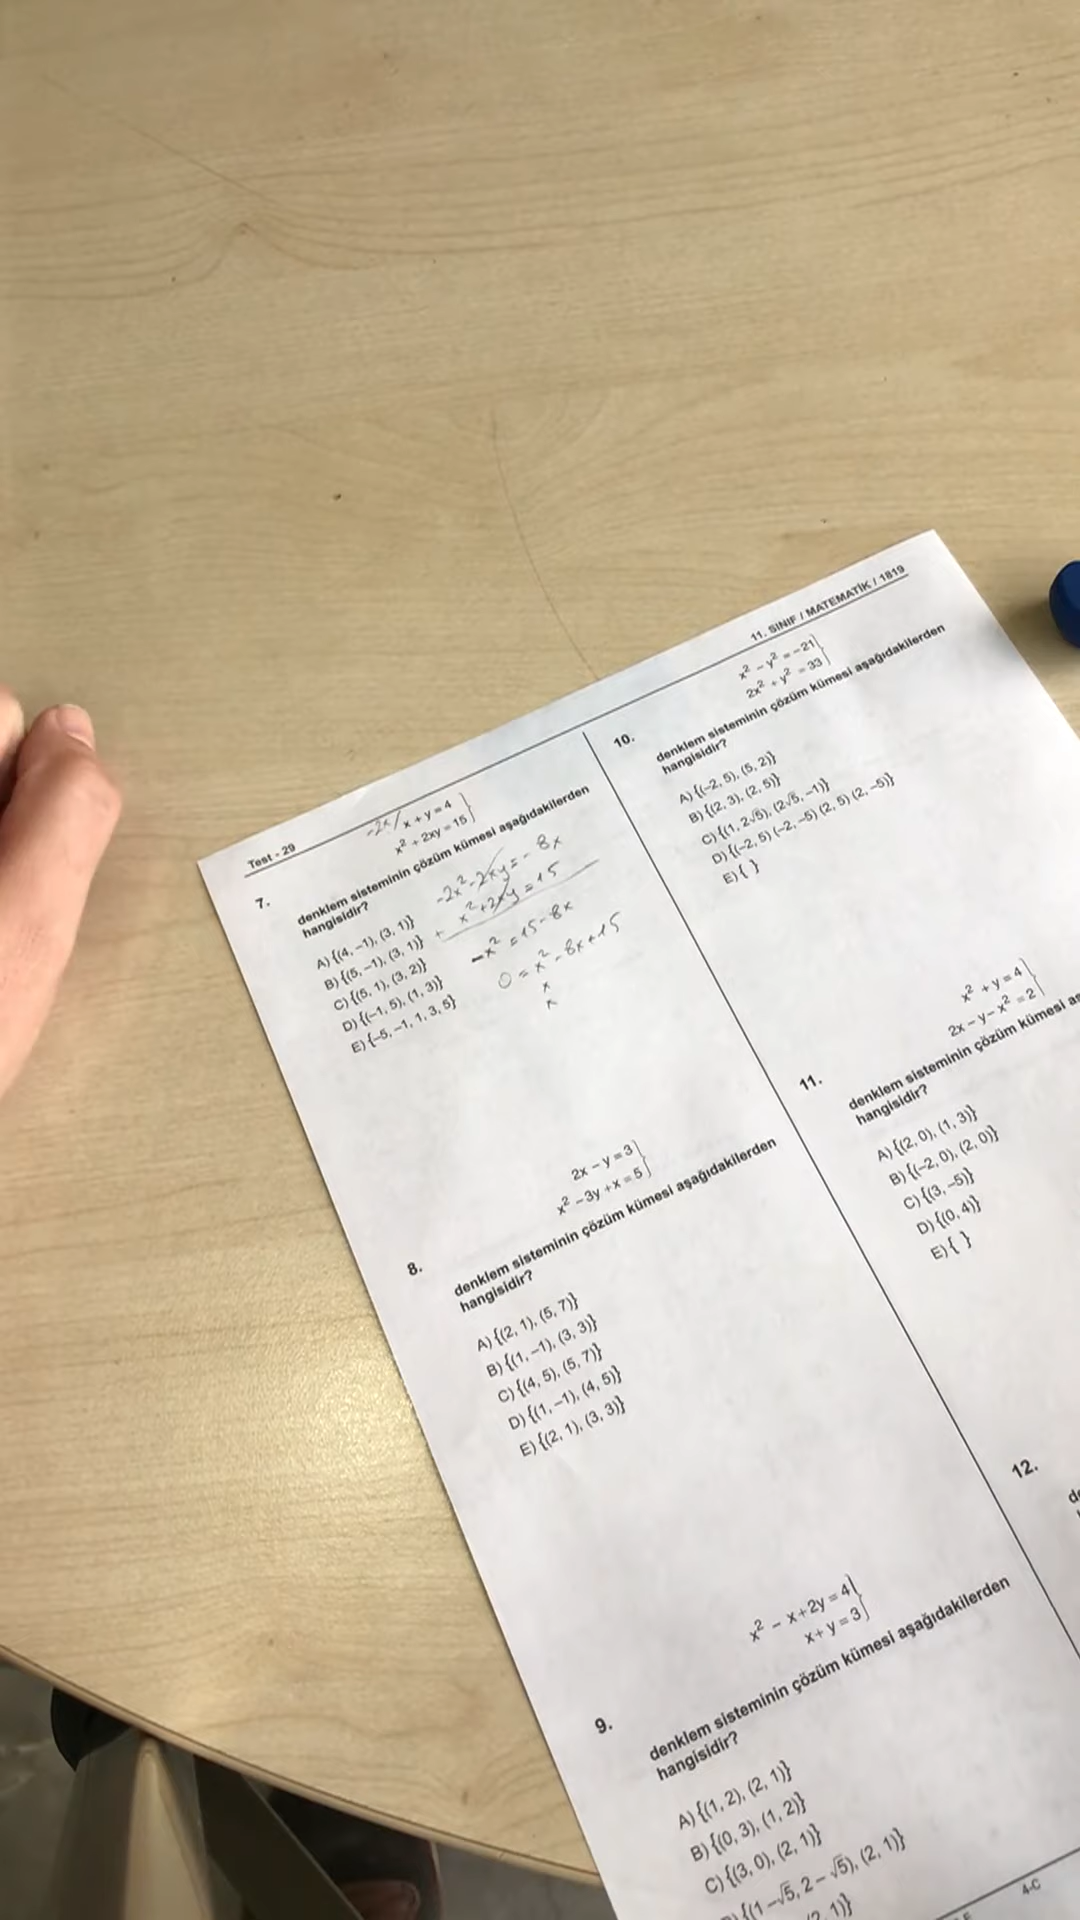 11. SINIF / MATEMATİK / 1819
Test - 29
7.
-2x/ x + y = 4
x² + 2xy = 15
denklem sisteminin çözüm kümesi aşağıdakilerden
hangisidir?
A) {(4, –1), (3, 1)}
B) {(5, –1), (3, 1)}
C) {(5, 1), (3, 2)}
D) {(–1, 5), (1, 3)}
E) {–5, –1, 1, 3, 5}
-2x²-2xy=-8x
x²+2xy=15
+
-x²=15-8x
0=x²-8x+15
x
x
8.
2x – y = 3
x² – 3y + x = 5
denklem sisteminin çözüm kümesi aşağıdakilerden
hangisidir?
A) {(2, 1), (5, 7)}
B) {(1, –1), (3, 3)}
C) {(4, 5), (5, 7)}
D) {(1, –1), (4, 5)}
E) {(2, 1), (3, 3)}
9.
x² – x + 2y = 4
x + y = 3
denklem sisteminin çözüm kümesi aşağıdakilerden
hangisidir?
A) {(1, 2), (2, 1)}
B) {(0, 3), (1, 2)}
C) {(3, 0), (2, 1)}
{(1 –√5, 2 – √5), (2, 1)}
10.
x² – y² = –21
2x² + y² = 33
denklem sisteminin çözüm kümesi aşağıdakilerden
hangisidir?
A) {(–2, 5), (5, 2)}
B) {(2, 3), (2, 5)}
C) {(1, 2√5), (2√5, –1)}
D) {(–2, 5) (–2, –5) (2, 5) (2, –5)}
E) { }
11.
x² + y = 4
2x – y – x² = 2
denklem sisteminin çözüm kümesi
hangisidir?
A) {(2, 0), (1, 3)}
B) {(–2, 0), (2, 0)}
C) {(3, –5)}
D) {(0, 4)}
E) { }
12.
4-C